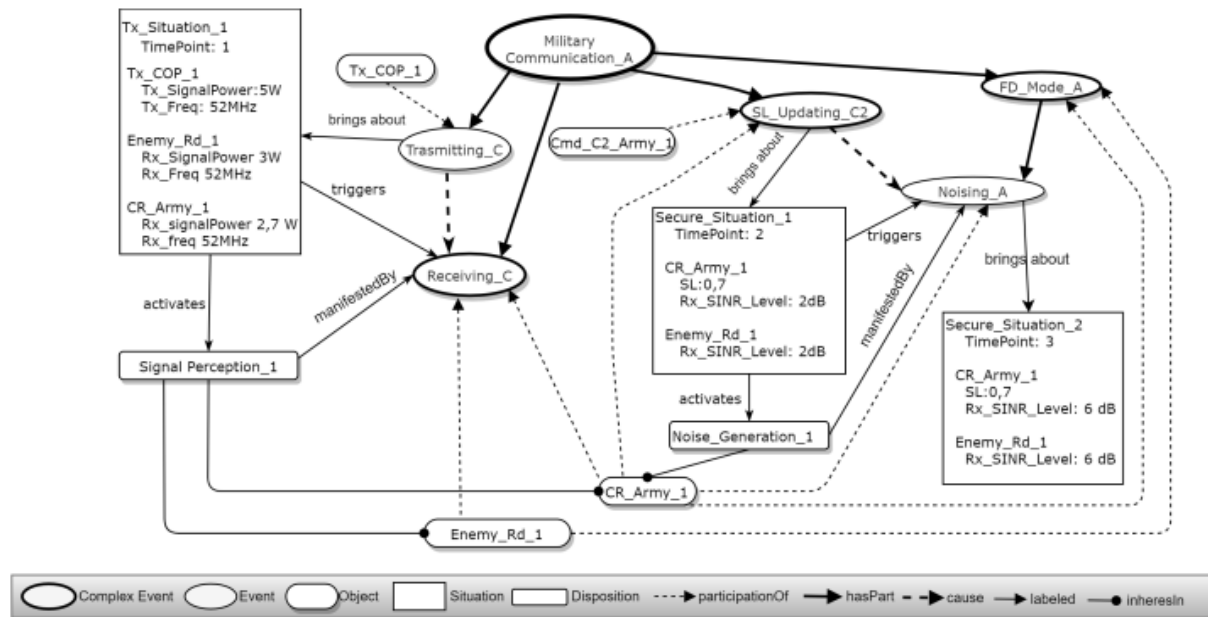 Tx_Situation_1
TimePoint: 1
Tx_COP_1
Tx_SignalPower:5W
Tx_Freq: 52MHz
Enemy_Rd_1
Rx_SignalPower 3W
Rx_Freq 52MHz
CR_Army_1
Rx_signalPower 2,7 W
Rx_freq 52MHz
Military
Communication_A
Tx_COP_1
FD_Mode_A
SL_Updating_C2
brings about
Trasmitting_C
Cmd_C2_Army_1
brings about
triggers
Noising_A
Secure_Situation_1
TimePoint: 2
CR_Army_1
SL:0,7
Rx_SINR_Level: 2dB
Enemy_Rd_1
Rx_SINR_Level: 2dB
triggers
brings about
Receiving_C
activates
manifestedBy
manifestedBy
Secure_Situation_2
TimePoint: 3
CR_Army_1
SL:0,7
Rx_SINR_Level: 6 dB
Enemy_Rd_1
Rx_SINR_Level: 6 dB
Signal Perception_1
activates
Noise_Generation_1
CR_Army_1
Enemy_Rd_1
Complex Event
Event
Object
Situation
Disposition
participationOf
hasPart
cause
labeled
inheresIn